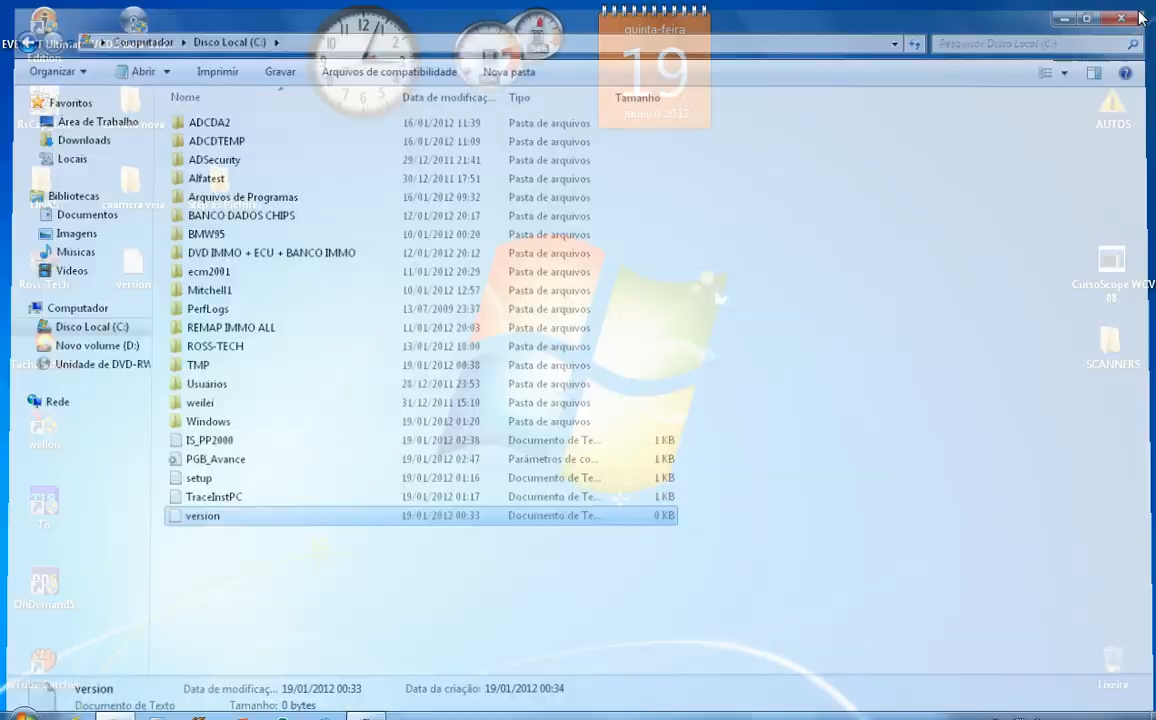 Computador ▸ Disco Local (C:) ▸
Pesquisar Disco Local (C:)
quinta-feira
19
janeiro 2012
Organizar
Abrir
Imprimir
Gravar
Arquivos de compatibilidade
Nova pasta
Nome
Data de modificaç...
Tipo
Tamanho
Favoritos
Área de Trabalho
Downloads
Locais
Bibliotecas
Documentos
Imagens
Músicas
Vídeos
Computador
Disco Local (C:)
Novo volume (D:)
Unidade de DVD-RW
Rede
ADCDA2 16/01/2012 11:39 Pasta de arquivos
ADCDTEMP 16/01/2012 11:09 Pasta de arquivos
ADSecurity 29/12/2011 21:41 Pasta de arquivos
Alfatest 30/12/2011 17:51 Pasta de arquivos
Arquivos de Programas 16/01/2012 09:32 Pasta de arquivos
BANCO DADOS CHIPS 12/01/2012 20:17 Pasta de arquivos
BMW95 10/01/2012 00:20 Pasta de arquivos
DVD IMMO + ECU + BANCO IMMO 12/01/2012 20:12 Pasta de arquivos
ecm2001 11/01/2012 20:29 Pasta de arquivos
Mitchell1 10/01/2012 12:57 Pasta de arquivos
PerfLogs 13/07/2009 23:37 Pasta de arquivos
REMAP IMMO ALL 11/01/2012 20:03 Pasta de arquivos
ROSS-TECH 13/01/2012 18:00 Pasta de arquivos
TMP 19/01/2012 00:38 Pasta de arquivos
Usuários 28/12/2011 23:53 Pasta de arquivos
weilei 31/12/2011 15:10 Pasta de arquivos
Windows 19/01/2012 01:20 Pasta de arquivos
IS_PP2000 19/01/2012 02:38 Documento de Te... 1 KB
PGB_Avance 19/01/2012 02:47 Parâmetros de co... 1 KB
setup 19/01/2012 01:16 Documento de Te... 1 KB
TraceInstPC 19/01/2012 01:17 Documento de Te... 1 KB
version 19/01/2012 00:33 Documento de Te... 0 KB
Edition
version
Ross-Tech
Tis
OnDemand5
AUTOS
CursoScope WCV
08
SCANNERS
Lixeira
version Data de modificaç... 19/01/2012 00:33 Data da criação: 19/01/2012 00:34
Documento de Texto Tamanho: 0 bytes